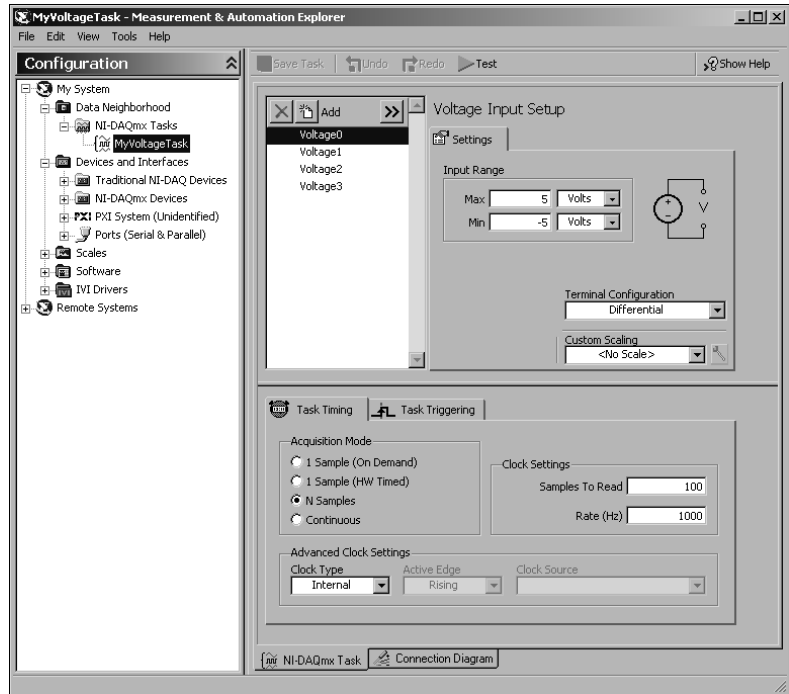 MyVoltageTask - Measurement & Automation Explorer
File Edit View Tools Help
Configuration
Save Task Undo Redo Test Show Help
My System
Data Neighborhood
NI-DAQmx Tasks
MyVoltageTask
Devices and Interfaces
Traditional NI-DAQ Devices
NI-DAQmx Devices
PXI PXI System (Unidentified)
Ports (Serial & Parallel)
Scales
Software
IVI IVI Drivers
Remote Systems
Add
Voltage0
Voltage1
Voltage2
Voltage3
Voltage Input Setup
Settings
Input Range
Max 5 Volts
Min -5 Volts
+
-
V
Terminal Configuration
Differential
Custom Scaling
<No Scale>
Task Timing Task Triggering
Acquisition Mode
1 Sample (On Demand)
1 Sample (HW Timed)
N Samples
Continuous
Clock Settings
Samples To Read 100
Rate (Hz) 1000
Advanced Clock Settings
Clock Type Active Edge Clock Source
Internal Rising
NI-DAQmx Task Connection Diagram